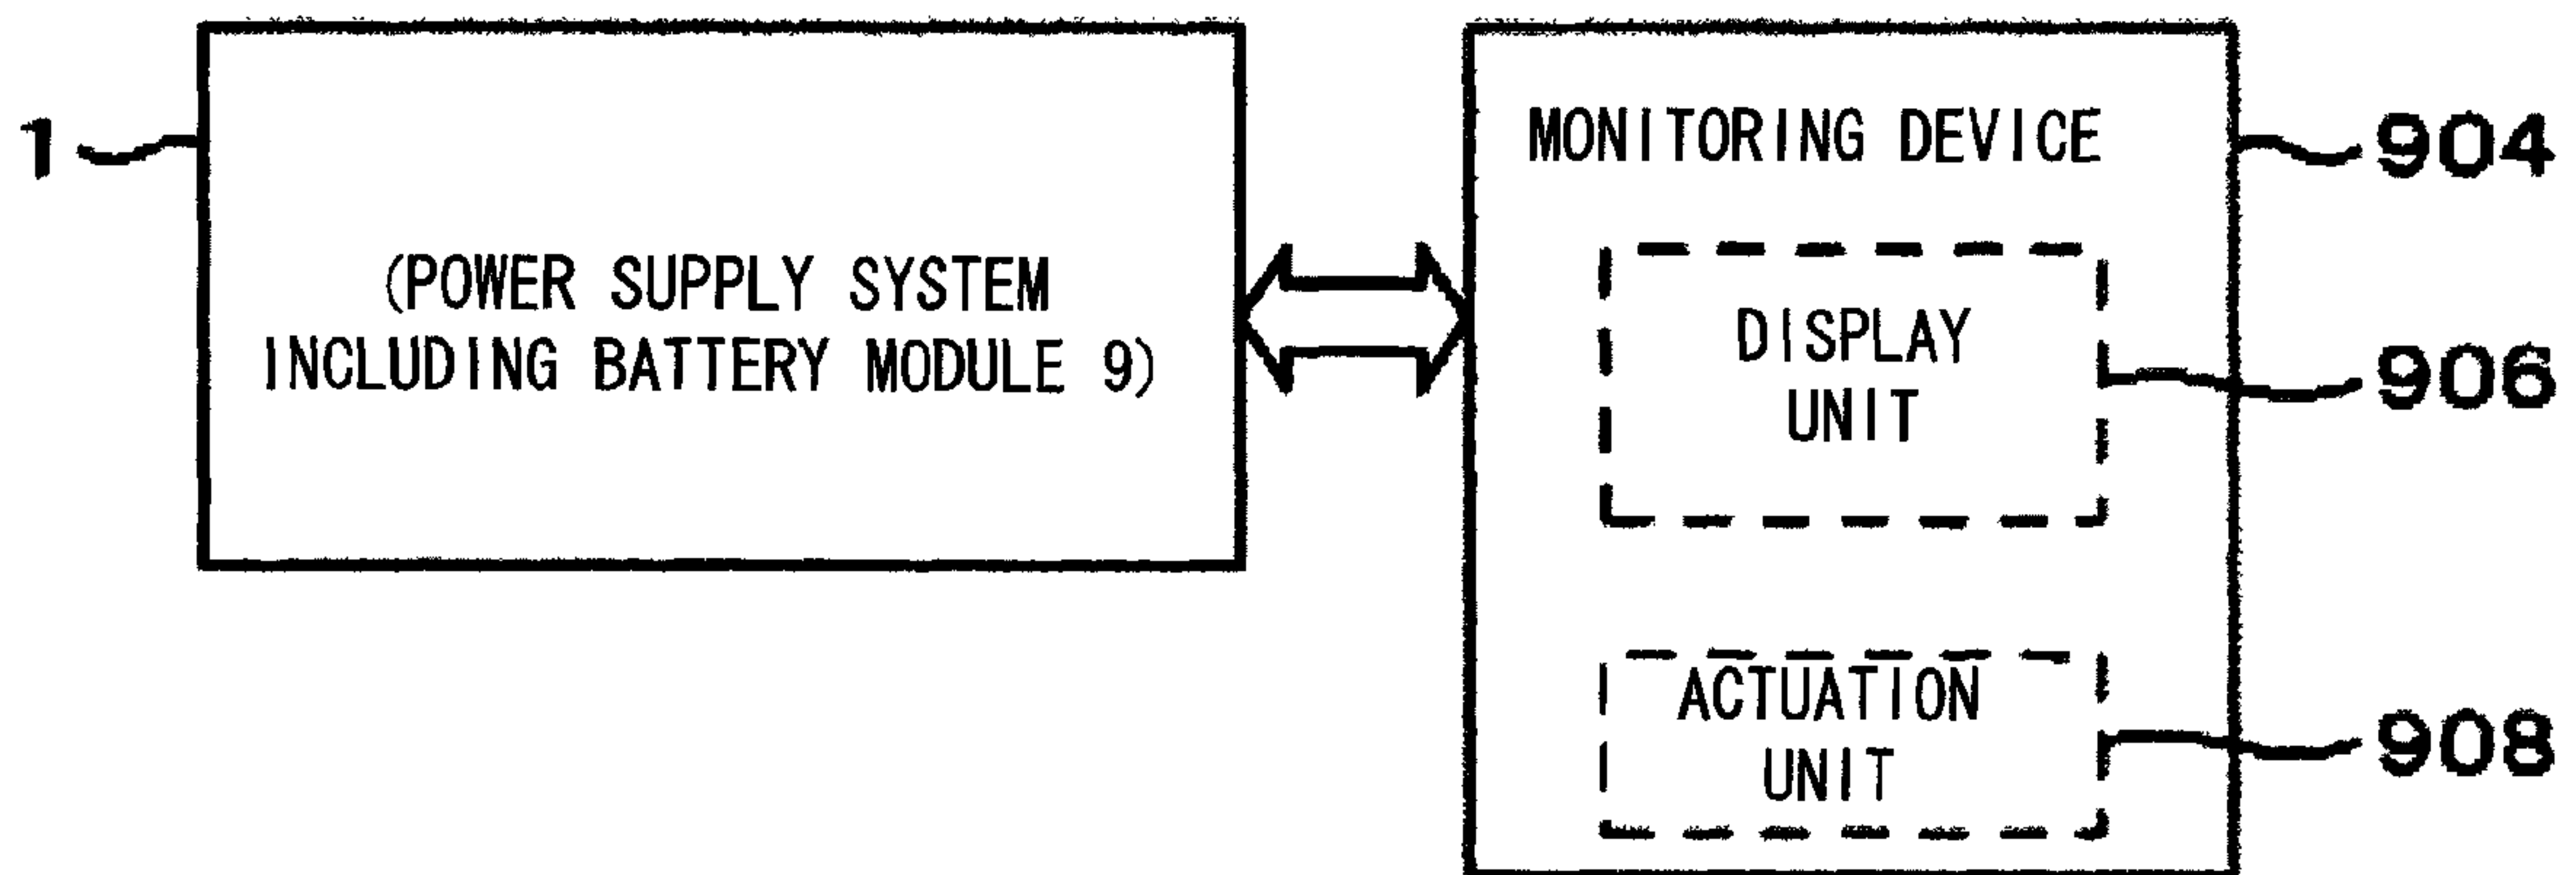 1
(POWER SUPPLY SYSTEM
INCLUDING BATTERY MODULE 9)
MONITORING DEVICE
904
DISPLAY
UNIT
906
ACTUATION
UNIT
908